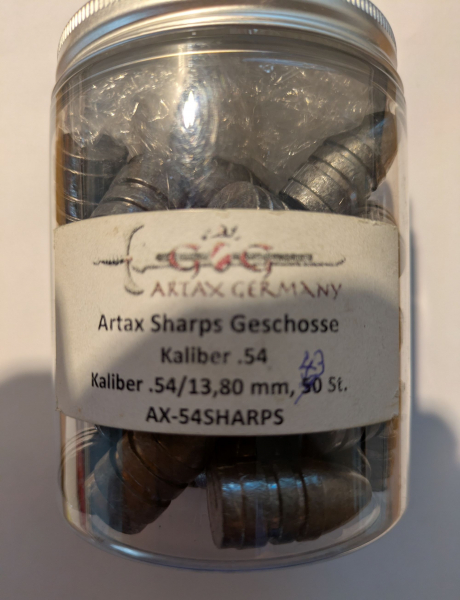 G&G
ARTAX GERMANY
Artax Sharps Geschosse
Kaliber .54
43
Kaliber .54/13,80 mm, 50 St.
AX-54SHARPS